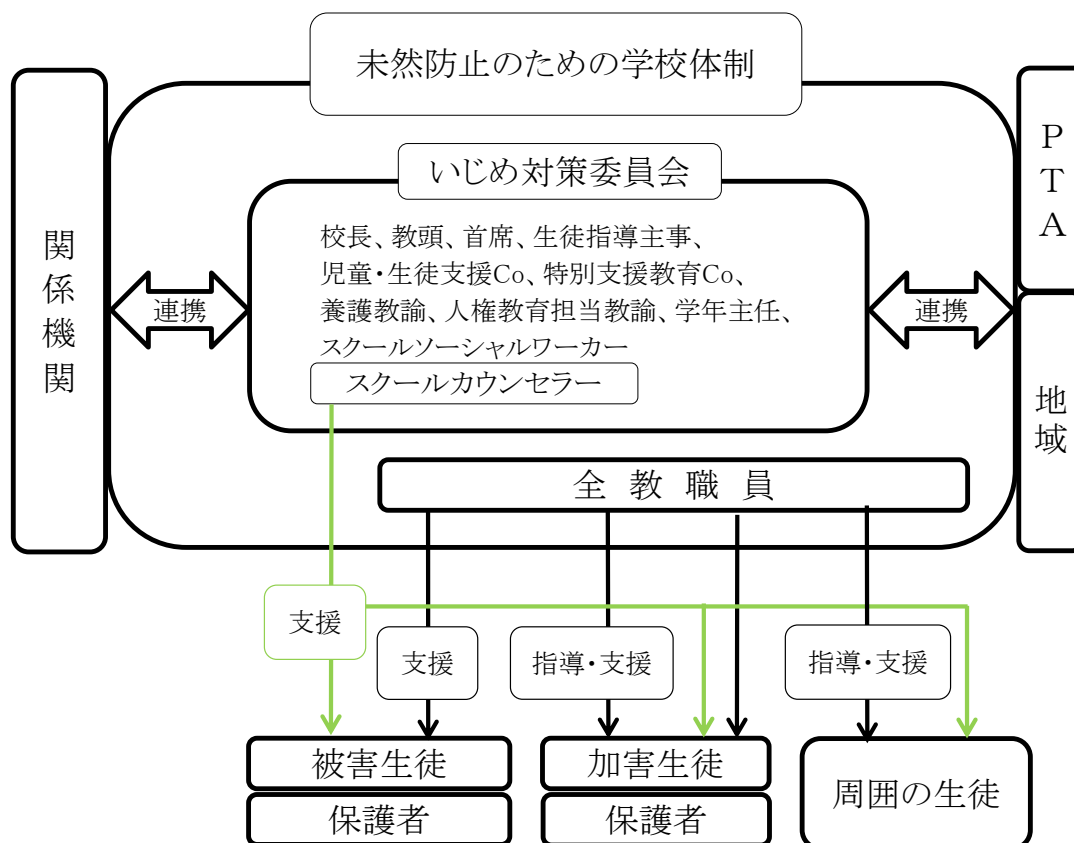 未然防止のための学校体制
関係機関
PTA
地域
いじめ対策委員会
校長、教頭、首席、生徒指導主事、
児童・生徒支援Co、特別支援教育Co、
養護教諭、人権教育担当教諭、学年主任、
スクールソーシャルワーカー
スクールカウンセラー
連携
連携
全教職員
支援
支援
指導・支援
指導・支援
被害生徒
保護者
加害生徒
保護者
周囲の生徒